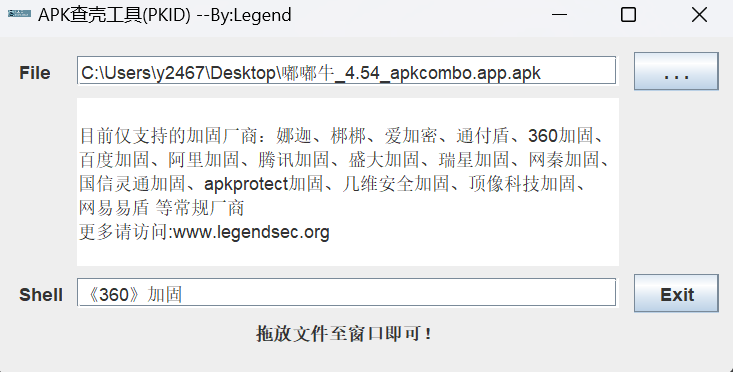 APK查壳工具(PKID) --By:Legend
File C:\Users\y2467\Desktop\嘟嘟牛_4.54_apkcombo.app.apk ...
目前仅支持的加固厂商：娜迦、梆梆、爱加密、通付盾、360加固、
百度加固、阿里加固、腾讯加固、盛大加固、瑞星加固、网秦加固、
国信灵通加固、apkprotect加固、几维安全加固、顶像科技加固、
网易易盾 等常规厂商
更多请访问:www.legendsec.org
Shell 《360》加固 Exit
拖放文件至窗口即可！